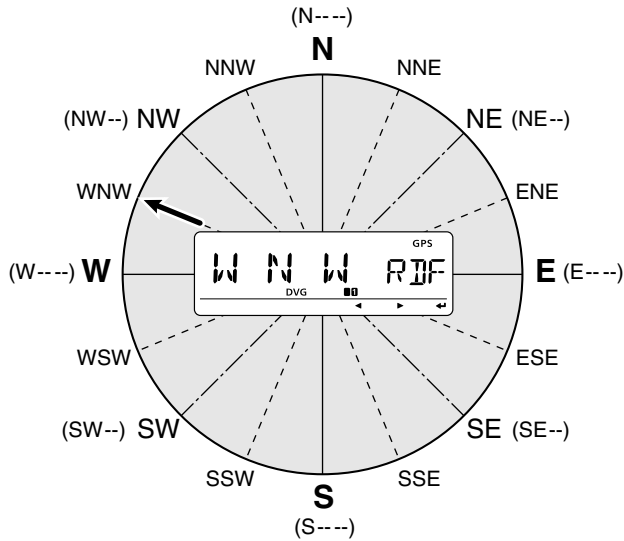 (N-- --)
N
NNW NNE
(NW--) NW NE (NE--)
WNW ENE
GPS
W N W RDF
DVG 1
(W-- --) W E (E-- --)
WSW ESE
(SW--) SW SE (SE--)
SSW SSE
S
(S-- --)